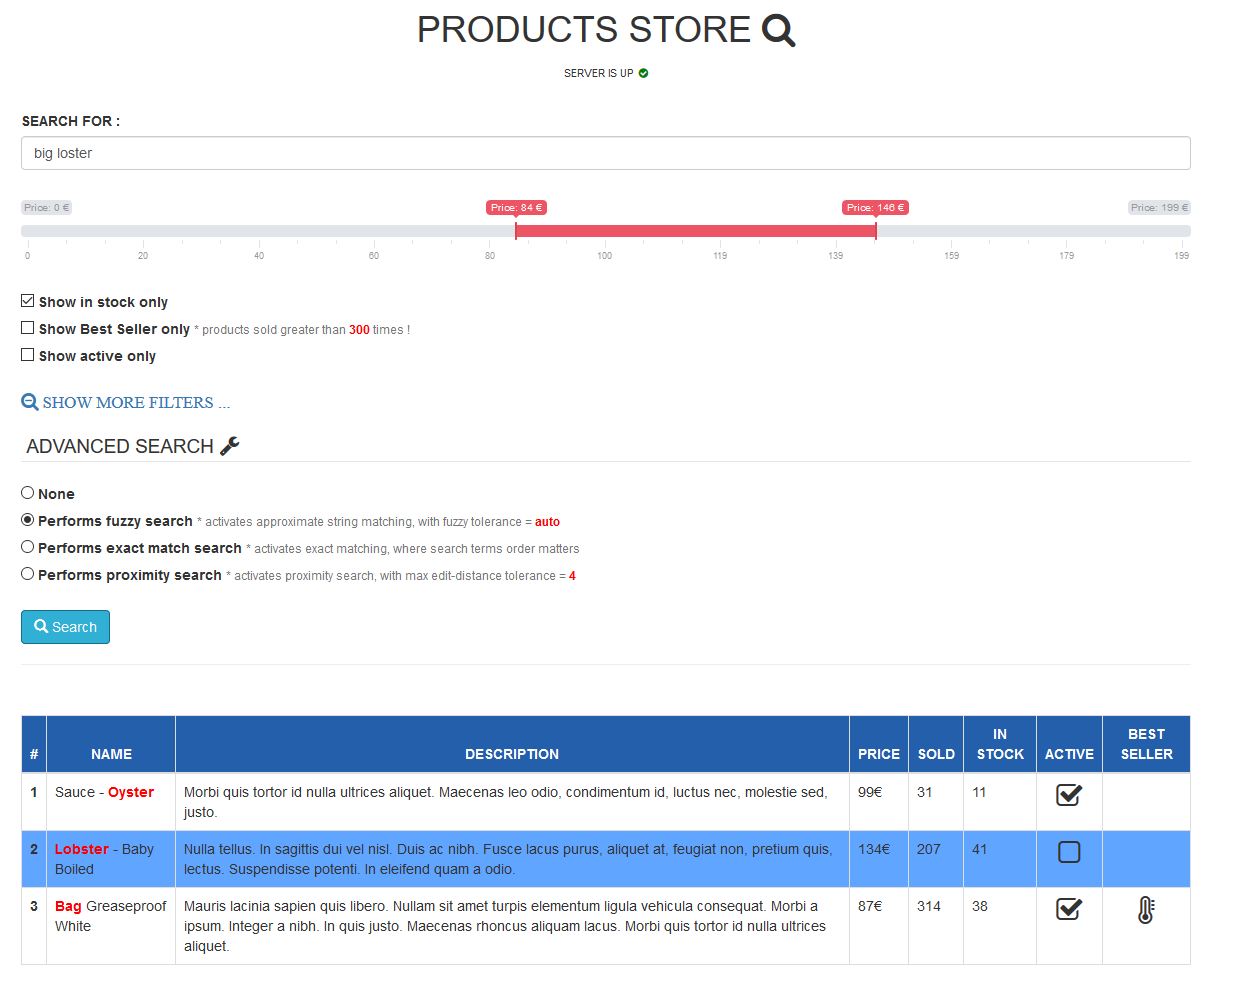 PRODUCTS STORE
SERVER IS UP
SEARCH FOR :
big loster
Price: 0 € Price: 84 € Price: 146 € Price: 199 €
0 20 40 60 80 100 119 139 159 179 199
Show in stock only
Show Best Seller only * products sold greater than 300 times !
Show active only
SHOW MORE FILTERS ...
ADVANCED SEARCH
None
Performs fuzzy search * activates approximate string matching, with fuzzy tolerance = auto
Performs exact match search * activates exact matching, where search terms order matters
Performs proximity search * activates proximity search, with max edit-distance tolerance = 4
Search
# NAME DESCRIPTION PRICE SOLD IN STOCK ACTIVE BEST SELLER
1 Sauce - Oyster Morbi quis tortor id nulla ultrices aliquet. Maecenas leo odio, condimentum id, luctus nec, molestie sed, 99€ 31 11
justo.
2 Lobster - Baby Nulla tellus. In sagittis dui vel nisl. Duis ac nibh. Fusce lacus purus, aliquet at, feugiat non, pretium quis, 134€ 207 41
Boiled lectus. Suspendisse potenti. In eleifend quam a odio.
3 Bag Greaseproof Mauris lacinia sapien quis libero. Nullam sit amet turpis elementum ligula vehicula consequat. Morbi a 87€ 314 38
White ipsum. Integer a nibh. In quis justo. Maecenas rhoncus aliquam lacus. Morbi quis tortor id nulla ultrices
aliquet.